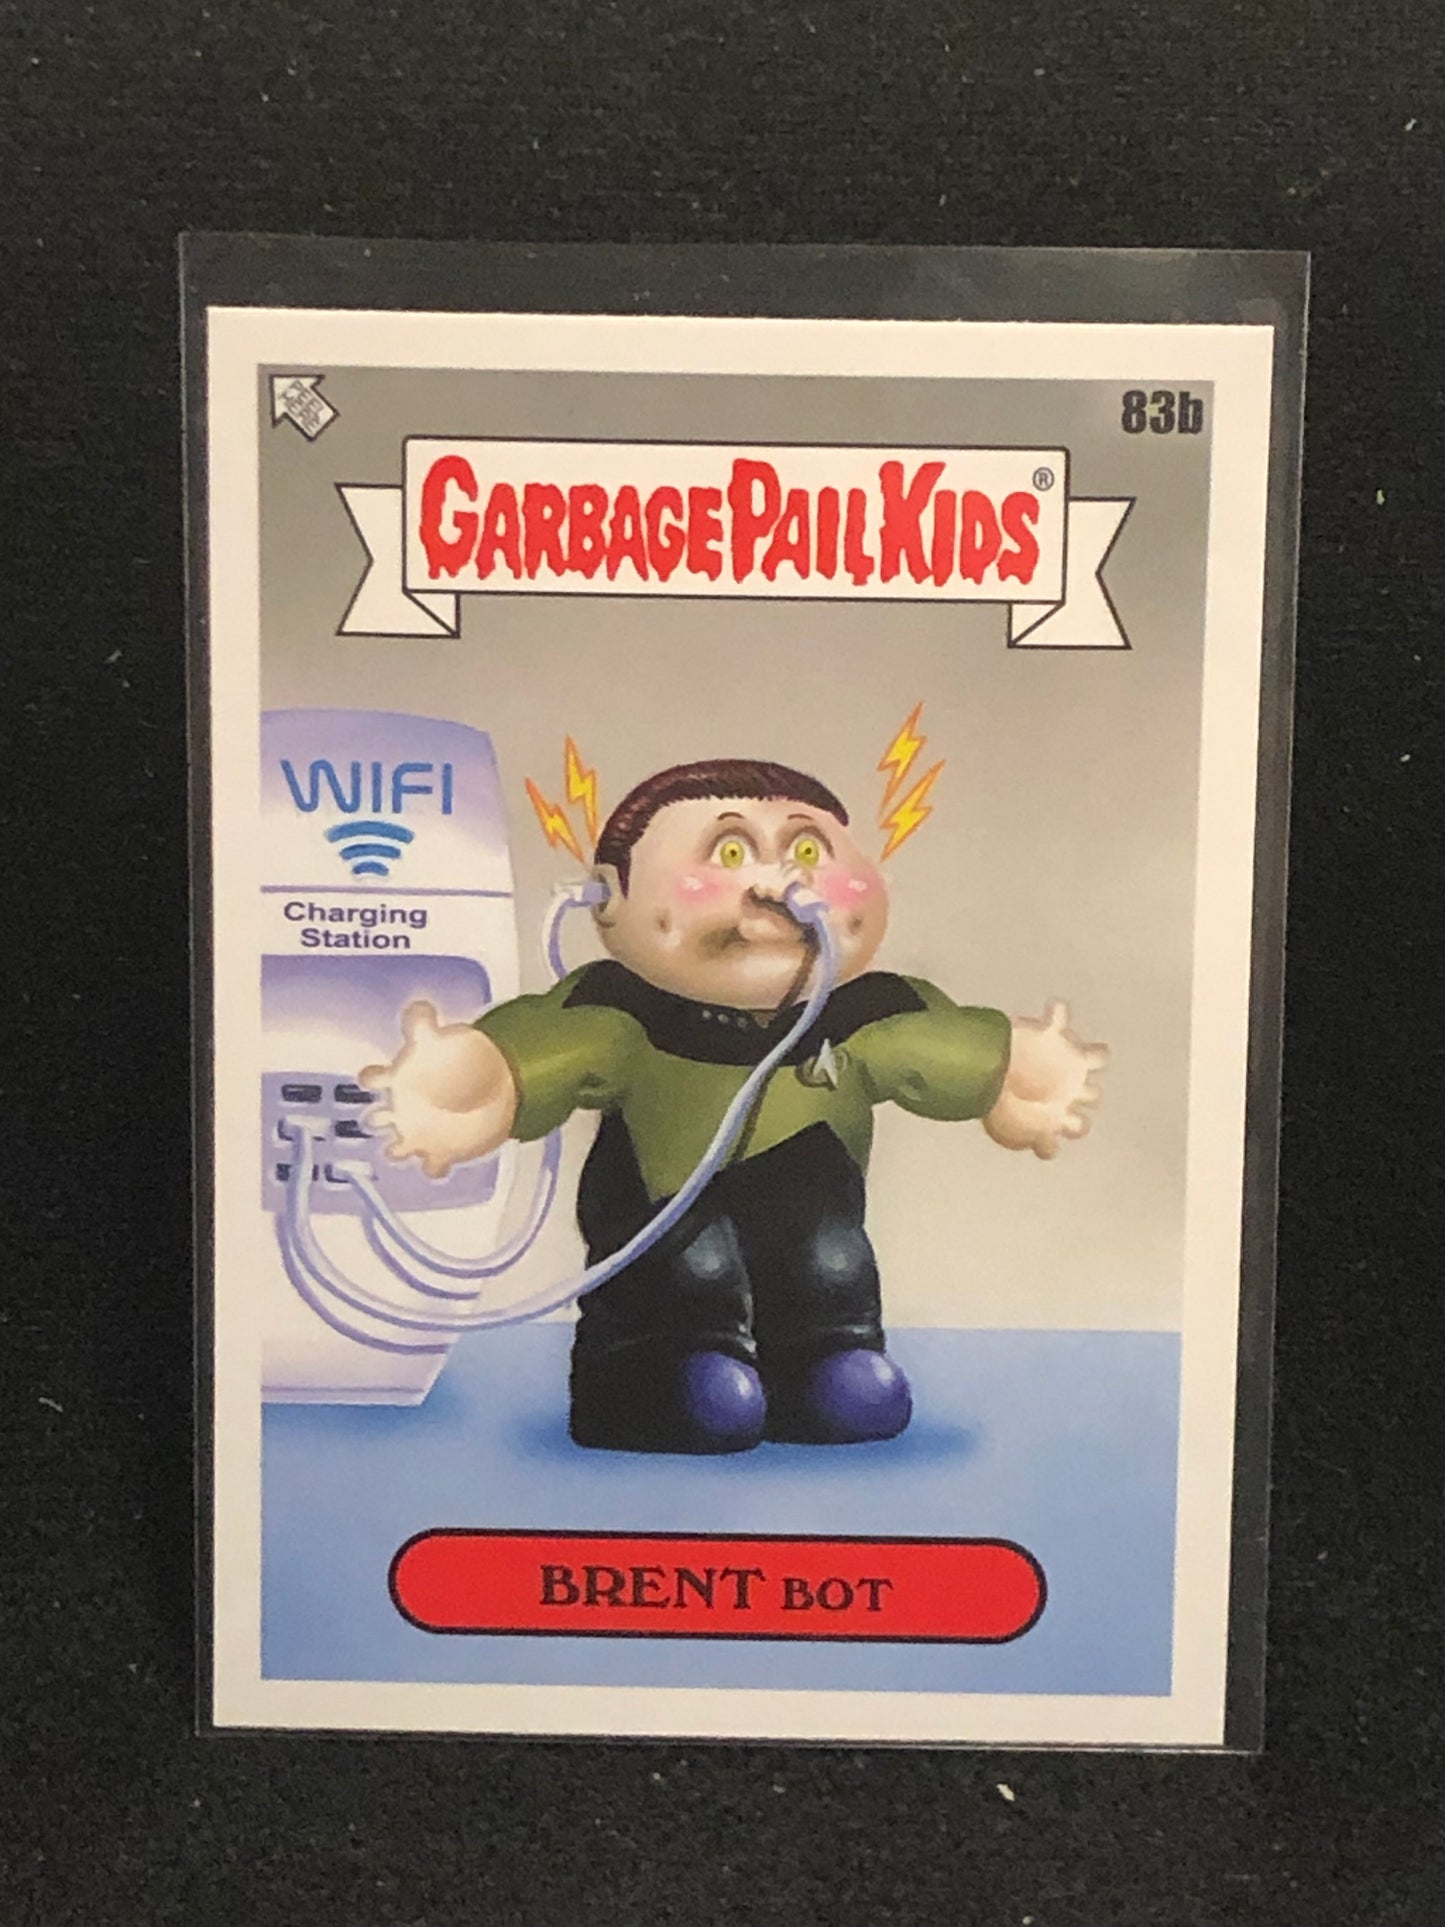 83b
GARBAGE PAIL KIDS®
WIFI
Charging
Station
BRENT BOT